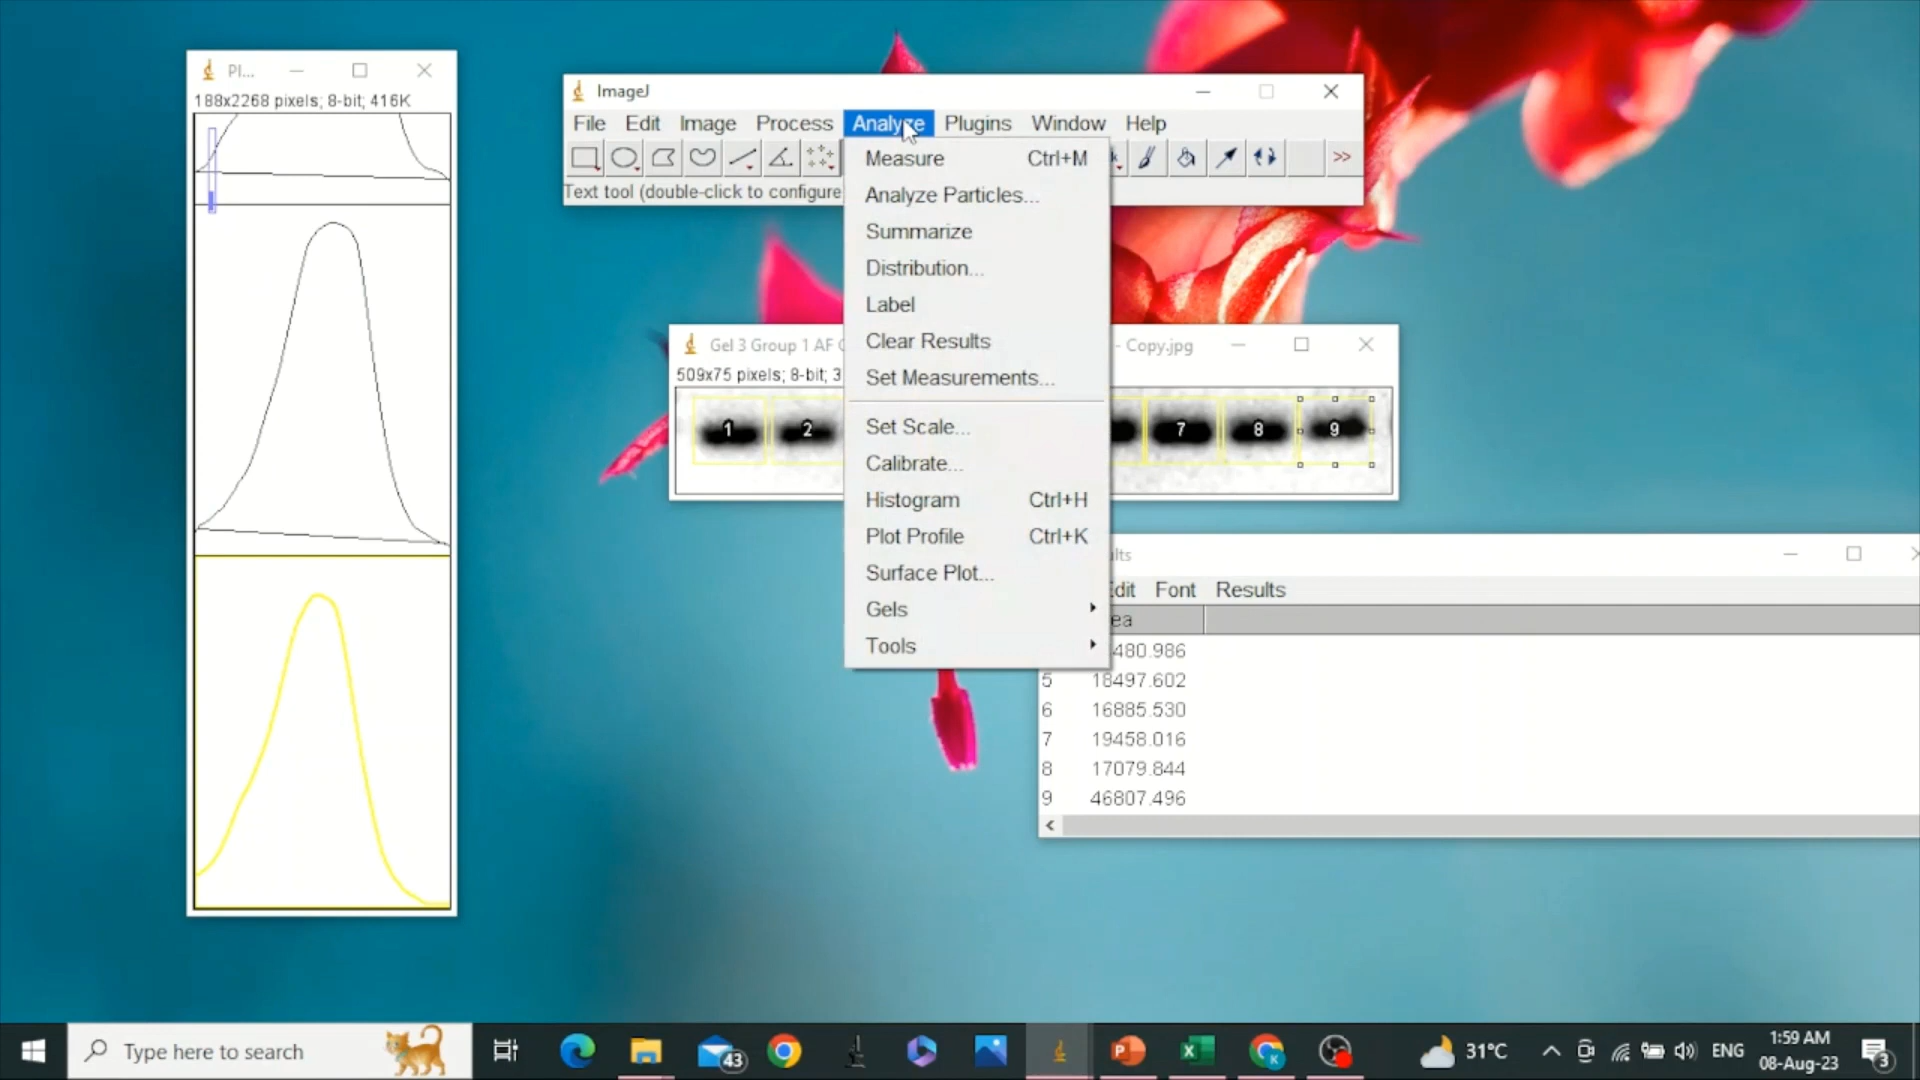 Pl...
188x2268 pixels; 8-bit; 416K
ImageJ
File Edit Image Process Analyze Plugins Window Help
>>
Text tool (double-click to configure
Measure Ctrl+M
Analyze Particles...
Summarize
Distribution...
Label
Clear Results
Set Measurements...
Set Scale...
Calibrate...
Histogram Ctrl+H
Plot Profile Ctrl+K
Surface Plot...
Gels
Tools
Gel 3 Group 1 AF - Copy.jpg
509x75 pixels; 8-bit; 3
1 2 7 8 9
lts
dit Font Results
ea
480.986
5 18497.602
6 16885.530
7 19458.016
8 17079.844
9 46807.496
Type here to search
43
31°C
ENG
1:59 AM
08-Aug-23
3